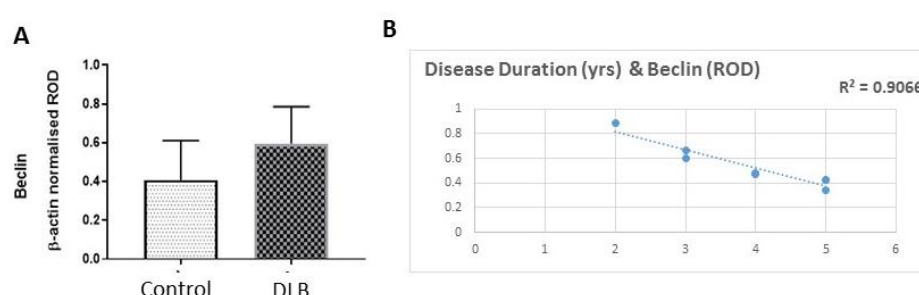 A
Beclin
β-actin normalised ROD
1.0
0.8
0.6
0.4
0.2
0.0
Control
DLB
B
Disease Duration (yrs) & Beclin (ROD)
R² = 0.9066
1
0.8
0.6
0.4
0.2
0
0 1 2 3 4 5 6